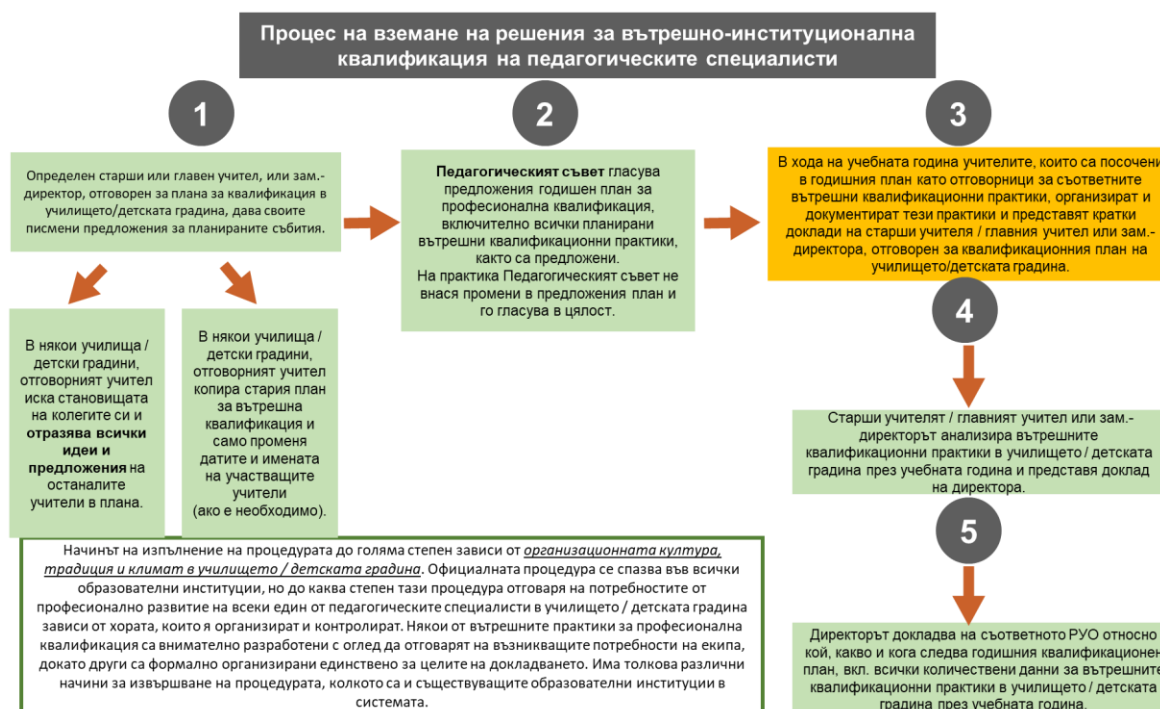 Процес на вземане на решения за вътрешно-институционална
квалификация на педагогическите специалисти
1
Определен старши или главен учител, или зам.-
директор, отговорен за плана за квалификация в
училището/детската градина, дава своите
писмени предложения за планираните събития.
В някои училища /
детски градини,
отговорният учител
иска становищата
на колегите си и
отразява всички
идеи и
предложения на
останалите
учители в плана.
В някои училища /
детски градини,
отговорният учител
копира стария план
за вътрешна
квалификация и
само променя
датите и имената
на участващите
учители
(ако е необходимо).
2
Педагогическият съвет гласува
предложения годишен план за
професионална квалификация,
включително всички планирани
вътрешни квалификационни практики,
както са предложени.
На практика Педагогическият съвет не
внася промени в предложения план и
го гласува в цялост.
3
В хода на учебната година учителите, които са посочени
в годишния план като отговорници за съответните
вътрешни квалификационни практики, организират и
документират тези практики и представят кратки
доклади на старши учителя / главния учител или зам.-
директора, отговорен за квалификационния план на
училището/детската градина.
4
Старши учителят / главният учител или зам.-
директорът анализира вътрешните
квалификационни практики в училището / детската
градина през учебната година и представя доклад
на директора.
5
Директорът докладва на съответното РУО относно
кой, какво и кога следва годишния квалификационен
план, вкл. всички количествени данни за вътрешните
квалификационни практики в училището / детската
градина през учебната година.
Начинът на изпълнение на процедурата до голяма степен зависи от организационната култура,
традиция и климат в училището / детската градина. Официалната процедура се спазва във всички
образователни институции, но до каква степен тази процедура отговаря на потребностите от
професионално развитие на всеки един от педагогическите специалисти в училището / детската градина
зависи от хората, които я организират и контролират. Някои от вътрешните практики за професионална
квалификация са внимателно разработени с оглед да отговарят на възникващите потребности на екипа,
докато други са формално организирани единствено за целите на докладването. Има толкова различни
начини за извършване на процедурата, колкото са и съществуващите образователни институции в
системата.